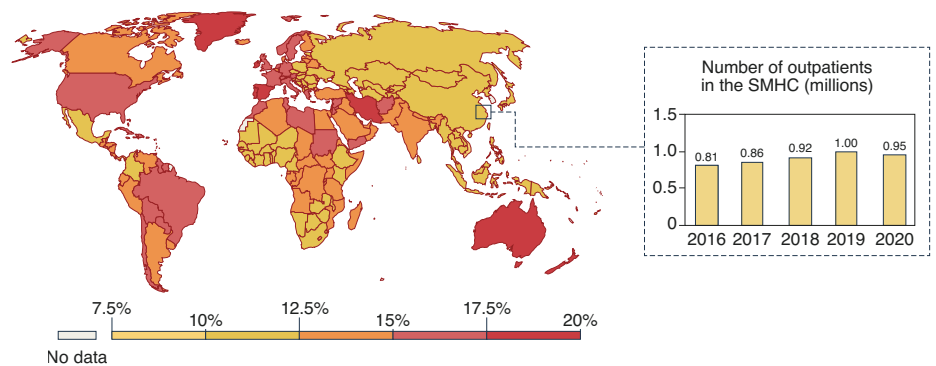 Number of outpatients
in the SMHC (millions)
1.5
1.0
0.5
0
0.81
0.86
0.92
1.00
0.95
2016 2017 2018 2019 2020
7.5% 10% 12.5% 15% 17.5% 20%
No data